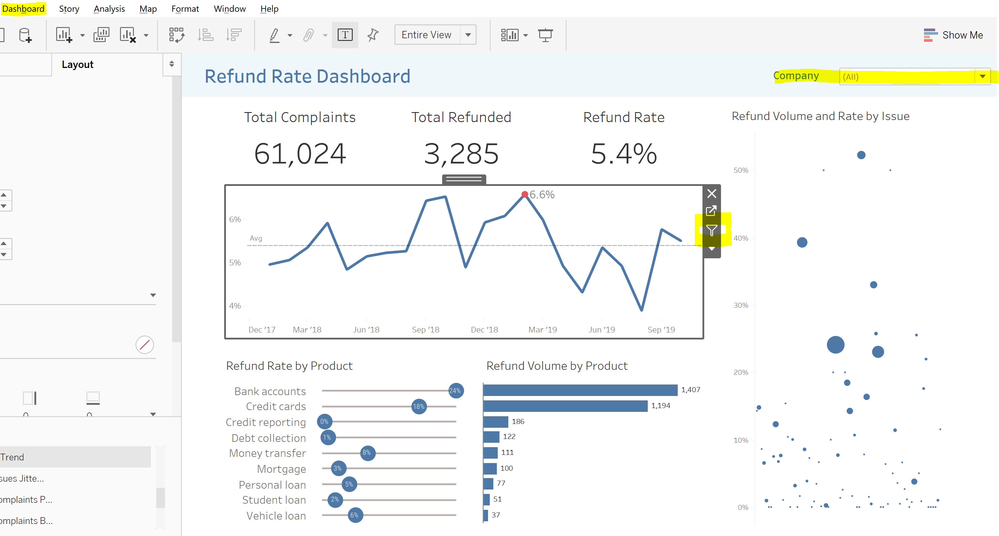 Dashboard Story Analysis Map Format Window Help
T Entire View Show Me
Layout
Refund Rate Dashboard
Company (All)
Total Complaints Total Refunded Refund Rate
61,024 3,285 5.4%
6.6%
6%
Avg
5%
4%
Dec '17 Mar '18 Jun '18 Sep '18 Dec '18 Mar '19 Jun '19 Sep '19
Refund Volume and Rate by Issue
50%
40%
30%
20%
10%
0%
Refund Rate by Product
Bank accounts 24%
Credit cards 18%
Credit reporting 0%
Debt collection 1%
Money transfer 8%
Mortgage 3%
Personal loan 5%
Student loan 2%
Vehicle loan 6%
Refund Volume by Product
1,407
1,194
186
122
111
100
77
51
37
0 0
Trend
sues Jitte...
omplaints P...
omplaints B...